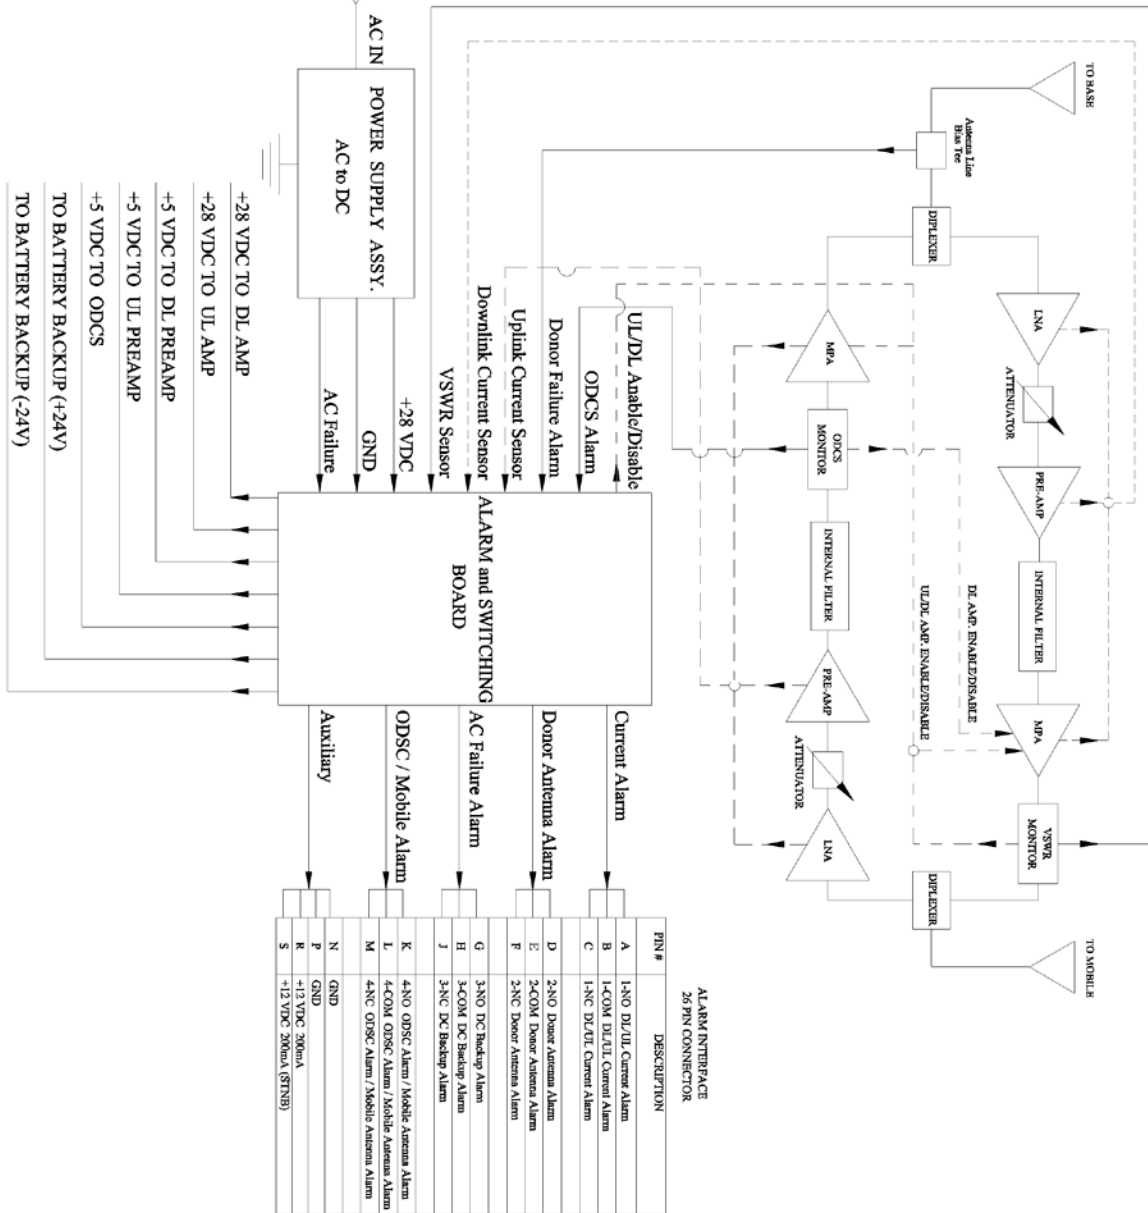 TO BASE
Antenna Line
Bias Tee
DIPLEXER
LNA
ATTENUATOR
PRE-AMP
INTERNAL FILTER
MPA
VSWR
MONITOR
DIPLEXER
TO MOBILE
DL AMP. ENABLE/DISABLE
UL/DL AMP. ENABLE/DISABLE
MPA
ODCS
MONITOR
INTERNAL FILTER
PRE-AMP
ATTENUATOR
LNA
AC IN
POWER SUPPLY ASSY.
AC to DC
UL/DL Anable/Disable
ODCS Alarm
Donor Failure Alarm
Uplink Current Sensor
Downlink Current Sensor
VSWR Sensor
+28 VDC
GND
AC Failure
ALARM and SWITCHING
BOARD
+28 VDC TO DL AMP
+28 VDC TO UL AMP
+5 VDC TO DL PREAMP
+5 VDC TO UL PREAMP
+5 VDC TO ODCS
TO BATTERY BACKUP (+24V)
TO BATTERY BACKUP (-24V)
Current Alarm
Donor Antenna Alarm
AC Failure Alarm
ODSC / Mobile Alarm
Auxiliary
ALARM INTERFACE
26 PIN CONNECTOR
PIN # DESCRIPTION
A 1-NO DL/UL Current Alarm
B 1-COM DL/UL Current Alarm
C 1-NC DL/UL Current Alarm
D 2-NO Donor Antenna Alarm
E 2-COM Donor Antenna Alarm
F 2-NC Donor Antenna Alarm
G 3-NO DC Backup Alarm
H 3-COM DC Backup Alarm
J 3-NC DC Backup Alarm
K 4-NO ODSC Alarm / Mobile Antenna Alarm
L 4-COM ODSC Alarm / Mobile Antenna Alarm
M 4-NC ODSC Alarm / Mobile Antenna Alarm
N GND
P GND
R +12 VDC 200mA
S +12 VDC 200mA (STNB)